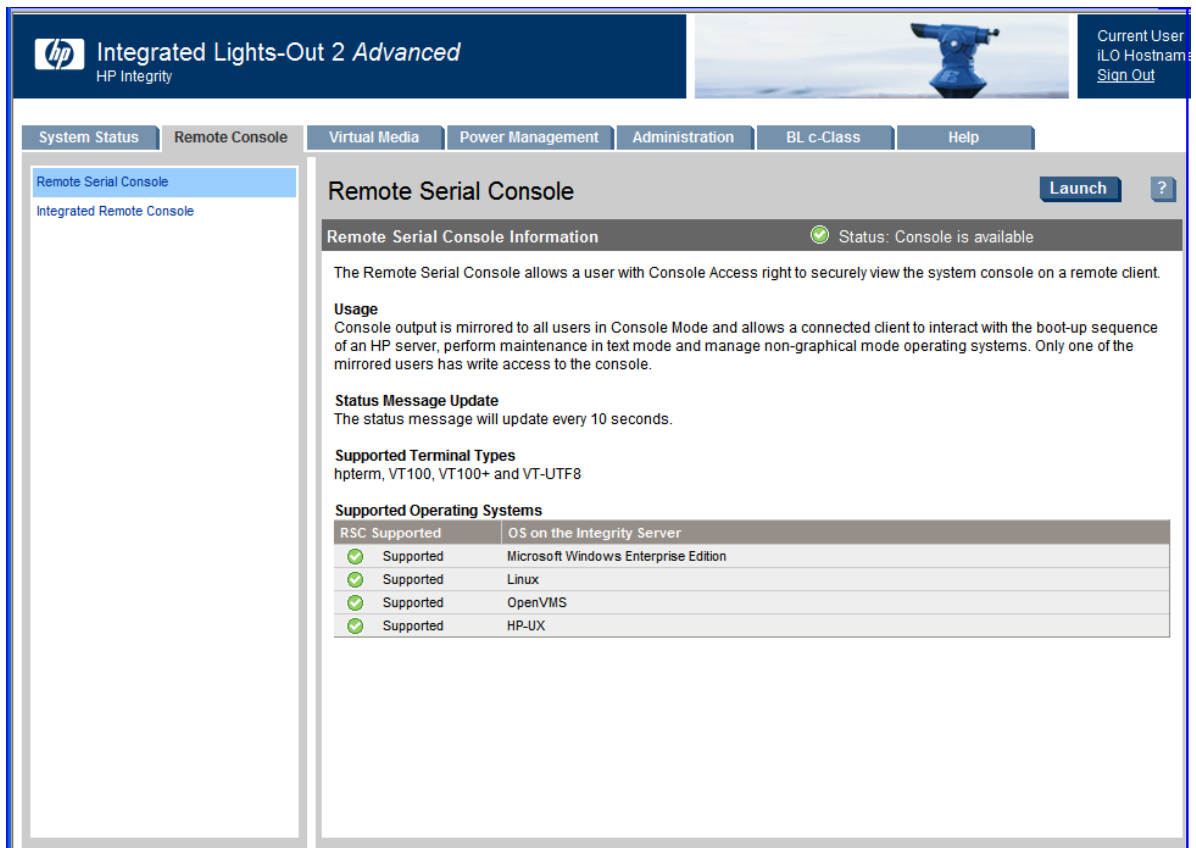 hp
Integrated Lights-Out 2 Advanced
HP Integrity
Current User
iLO Hostname
Sign Out
System Status
Remote Console
Virtual Media
Power Management
Administration
BL c-Class
Help
Remote Serial Console
Integrated Remote Console
Remote Serial Console
Launch
?
Remote Serial Console Information
Status: Console is available
The Remote Serial Console allows a user with Console Access right to securely view the system console on a remote client.
Usage
Console output is mirrored to all users in Console Mode and allows a connected client to interact with the boot-up sequence
of an HP server, perform maintenance in text mode and manage non-graphical mode operating systems. Only one of the
mirrored users has write access to the console.
Status Message Update
The status message will update every 10 seconds.
Supported Terminal Types
hpterm, VT100, VT100+ and VT-UTF8
Supported Operating Systems
RSC Supported OS on the Integrity Server
Supported Microsoft Windows Enterprise Edition
Supported Linux
Supported OpenVMS
Supported HP-UX